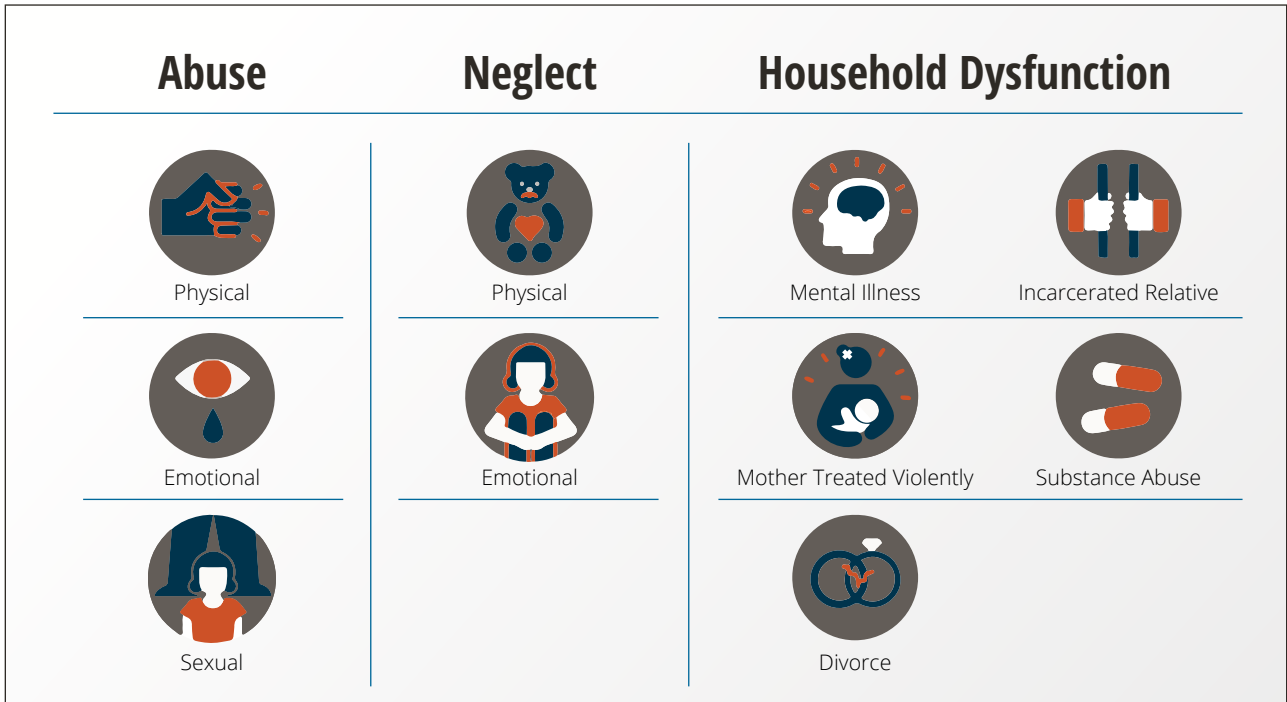 Abuse
Neglect
Household Dysfunction
Physical
Physical
Mental Illness
Incarcerated Relative
Emotional
Emotional
Mother Treated Violently
Substance Abuse
Sexual
Divorce